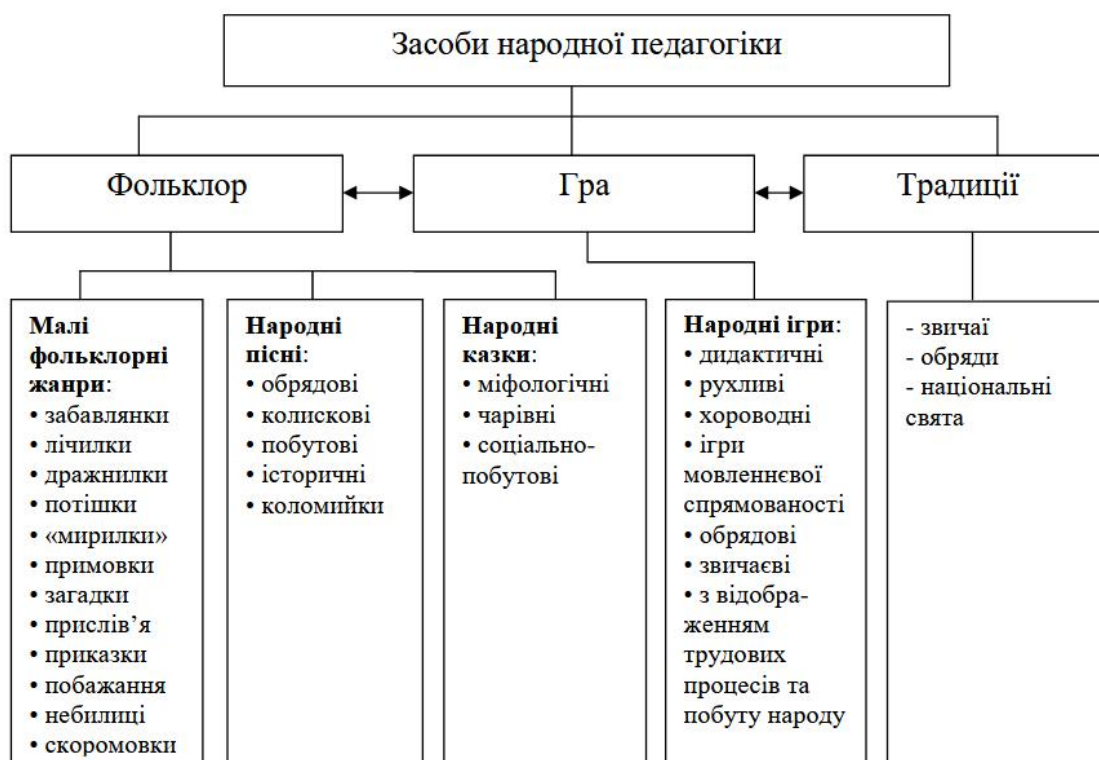 Засоби народної педагогіки
Фольклор
Гра
Традиції
Малі
фольклорні
жанри:
• забавлянки
• лічилки
• дражнилки
• потішки
• «мирилки»
• примовки
• загадки
• прислів’я
• приказки
• побажання
• небилиці
• скоромовки
Народні
пісні:
• обрядові
• колискові
• побутові
• історичні
• коломийки
Народні
казки:
• міфологічні
• чарівні
• соціально-
побутові
Народні ігри:
• дидактичні
• рухливі
• хороводні
• ігри
мовленнєвої
спрямованості
• обрядові
• звичаєві
• з відобра-
женням
трудових
процесів та
побуту народу
- звичаї
- обряди
- національні
свята